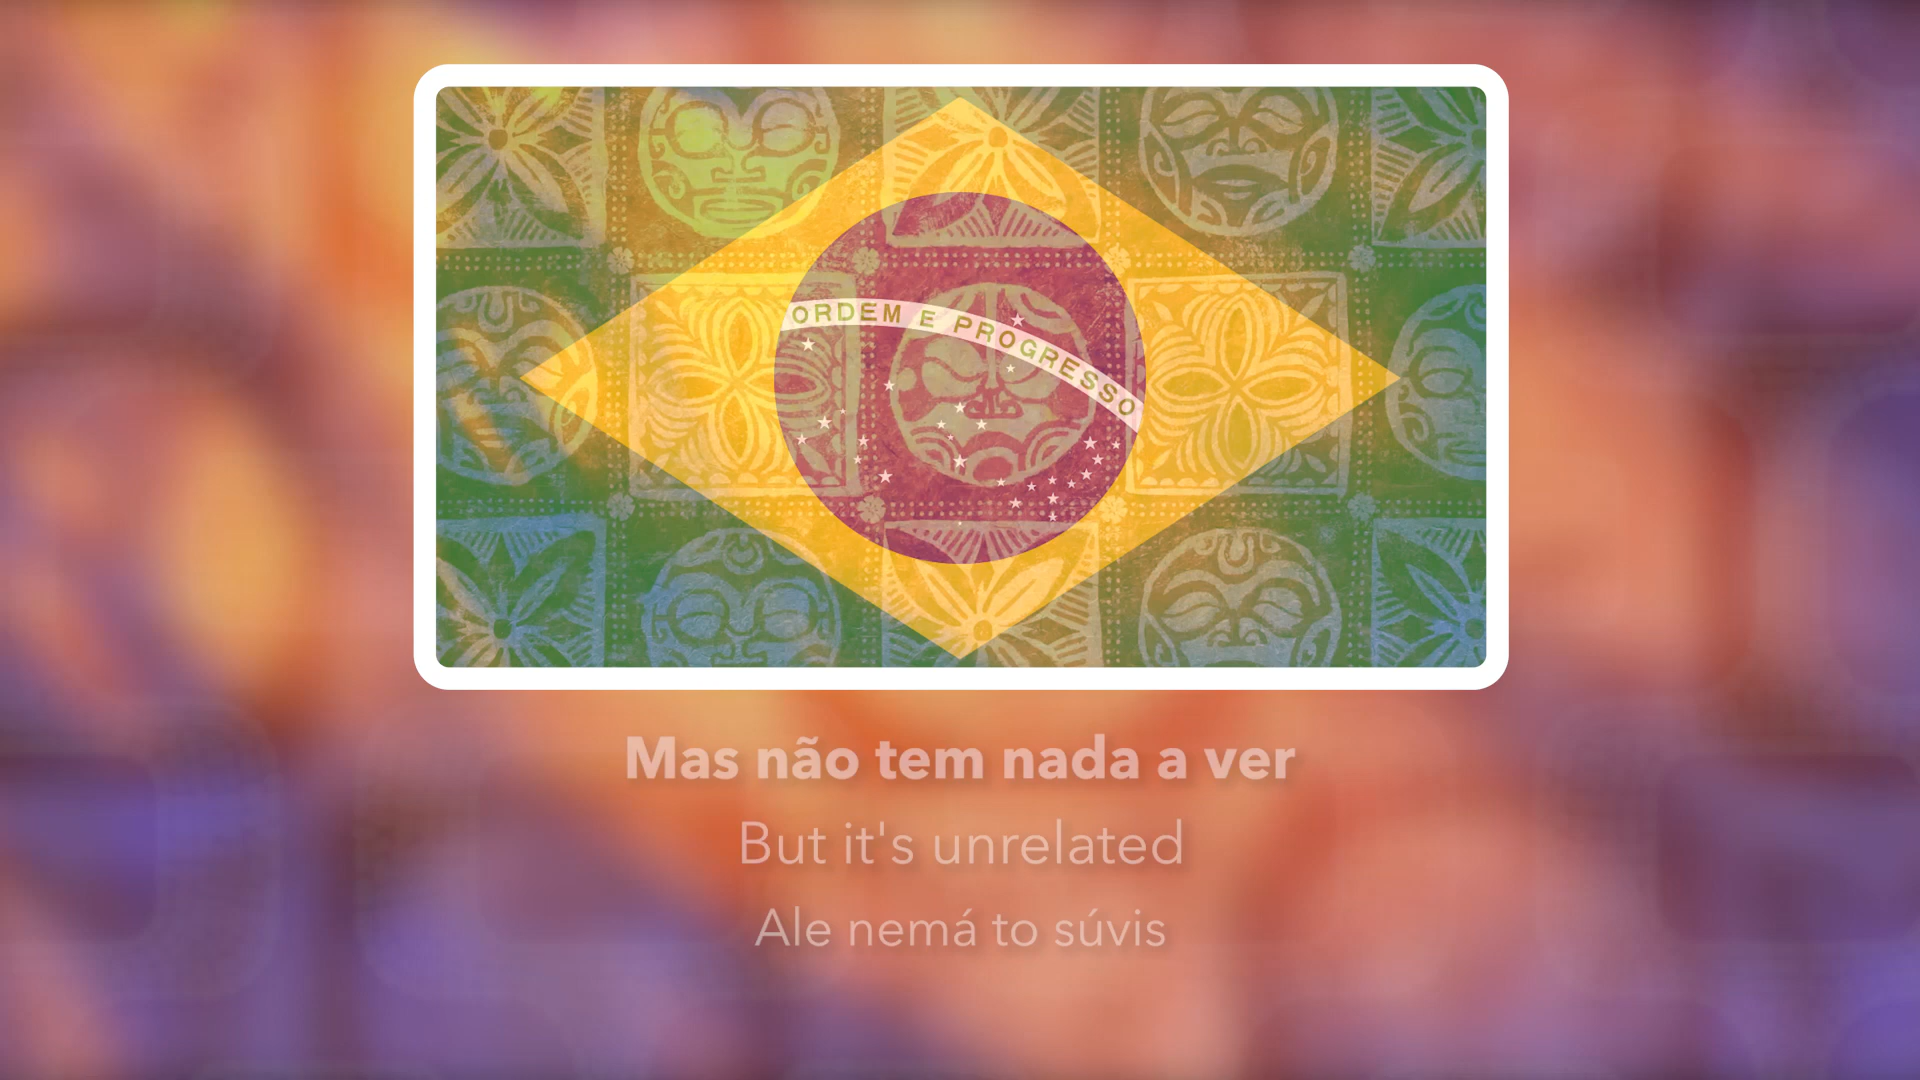 ORDEM E PROGRESSO
Mas não tem nada a ver
But it's unrelated
Ale nemá to súvis